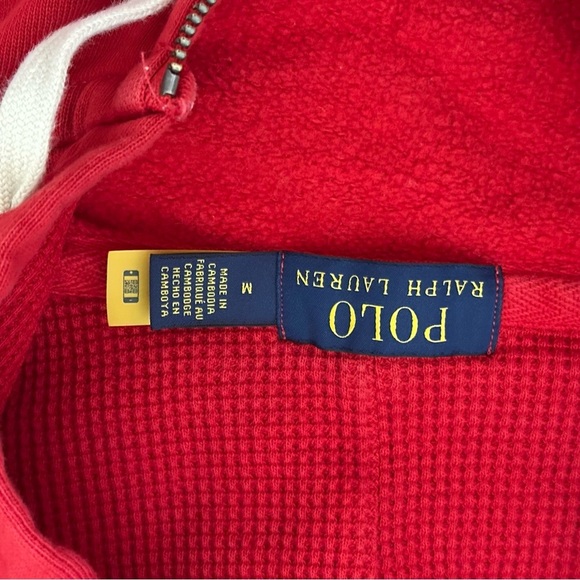 POLO
RALPH LAUREN
M
MADE IN
CAMBODIA
FABRIQUÉ AU
CAMBODGE
HECHO EN
CAMBOYA